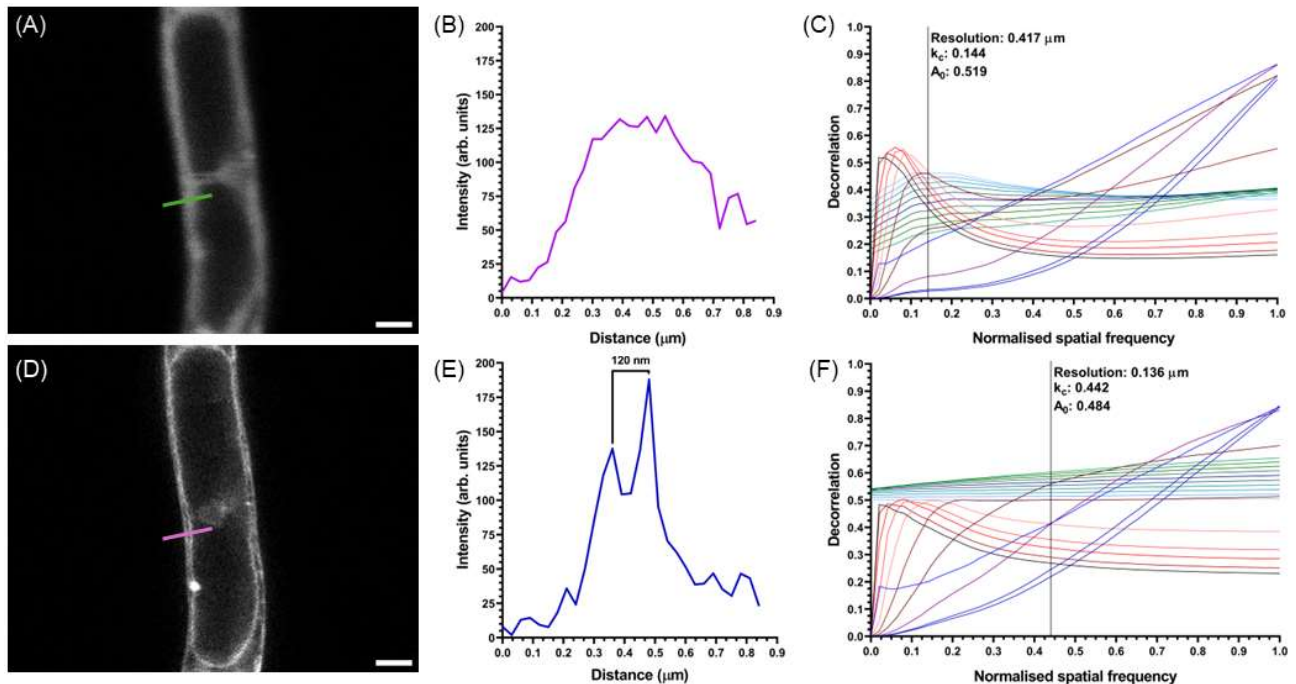 (A)
(B)
200
175
150
125
100
75
50
25
0
Intensity (arb. units)
0.0 0.1 0.2 0.3 0.4 0.5 0.6 0.7 0.8 0.9
Distance (μm)
(C)
Resolution: 0.417 μm
kc: 0.144
A0: 0.519
1.0
0.9
0.8
0.7
0.6
0.5
0.4
0.3
0.2
0.1
0.0
Decorrelation
0.0 0.1 0.2 0.3 0.4 0.5 0.6 0.7 0.8 0.9 1.0
Normalised spatial frequency
(D)
(E)
120 nm
200
175
150
125
100
75
50
25
0
Intensity (arb. units)
0.0 0.1 0.2 0.3 0.4 0.5 0.6 0.7 0.8 0.9
Distance (μm)
(F)
Resolution: 0.136 μm
kc: 0.442
A0: 0.484
1.0
0.9
0.8
0.7
0.6
0.5
0.4
0.3
0.2
0.1
0.0
Decorrelation
0.0 0.1 0.2 0.3 0.4 0.5 0.6 0.7 0.8 0.9 1.0
Normalised spatial frequency